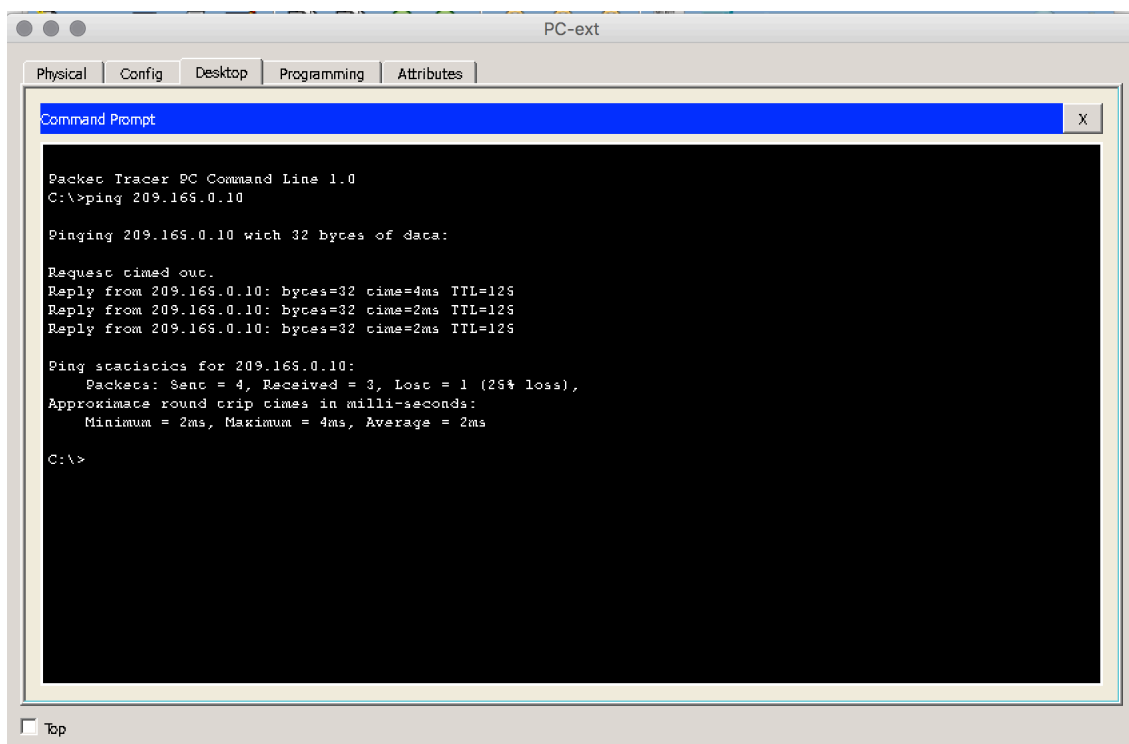 PC-ext
Physical Config Desktop Programming Attributes
Command Prompt X
Packet Tracer PC Command Line 1.0
C:\>ping 209.165.0.10
Pinging 209.165.0.10 with 32 bytes of data:
Request timed out.
Reply from 209.165.0.10: bytes=32 time=4ms TTL=125
Reply from 209.165.0.10: bytes=32 time=2ms TTL=125
Reply from 209.165.0.10: bytes=32 time=2ms TTL=125
Ping statistics for 209.165.0.10:
Packets: Sent = 4, Received = 3, Lost = 1 (25% loss),
Approximate round trip times in milli-seconds:
Minimum = 2ms, Maximum = 4ms, Average = 2ms
C:\>
Top